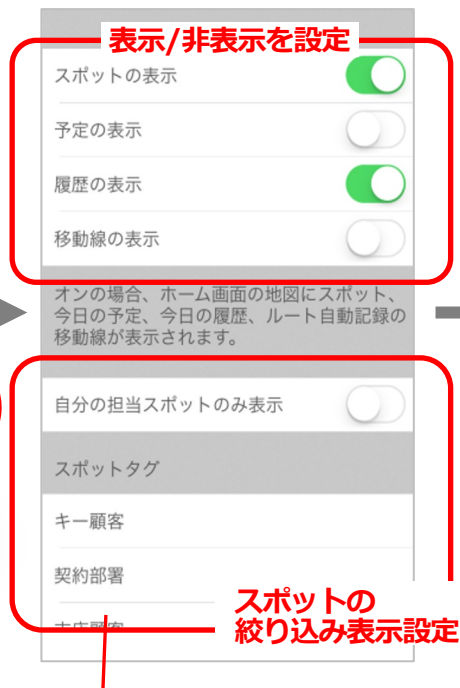 表示/非表示を設定
スポットの表示
予定の表示
履歴の表示
移動線の表示
オンの場合、ホーム画面の地図にスポット、
今日の予定、今日の履歴、ルート自動記録の
移動線が表示されます。
自分の担当スポットのみ表示
スポットタグ
キー顧客
契約部署
スポットの
絞り込み表示設定